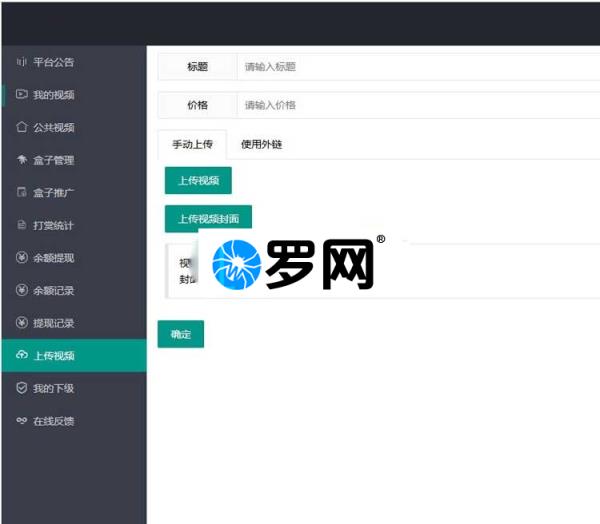 平台公告
我的视频
公共视频
盒子管理
盒子推广
打赏统计
余额提现
余额记录
提现记录
上传视频
我的下级
在线反馈
标题 请输入标题
价格 请输入价格
手动上传 使用外链
上传视频
上传视频封面
视
封
罗网®
确定